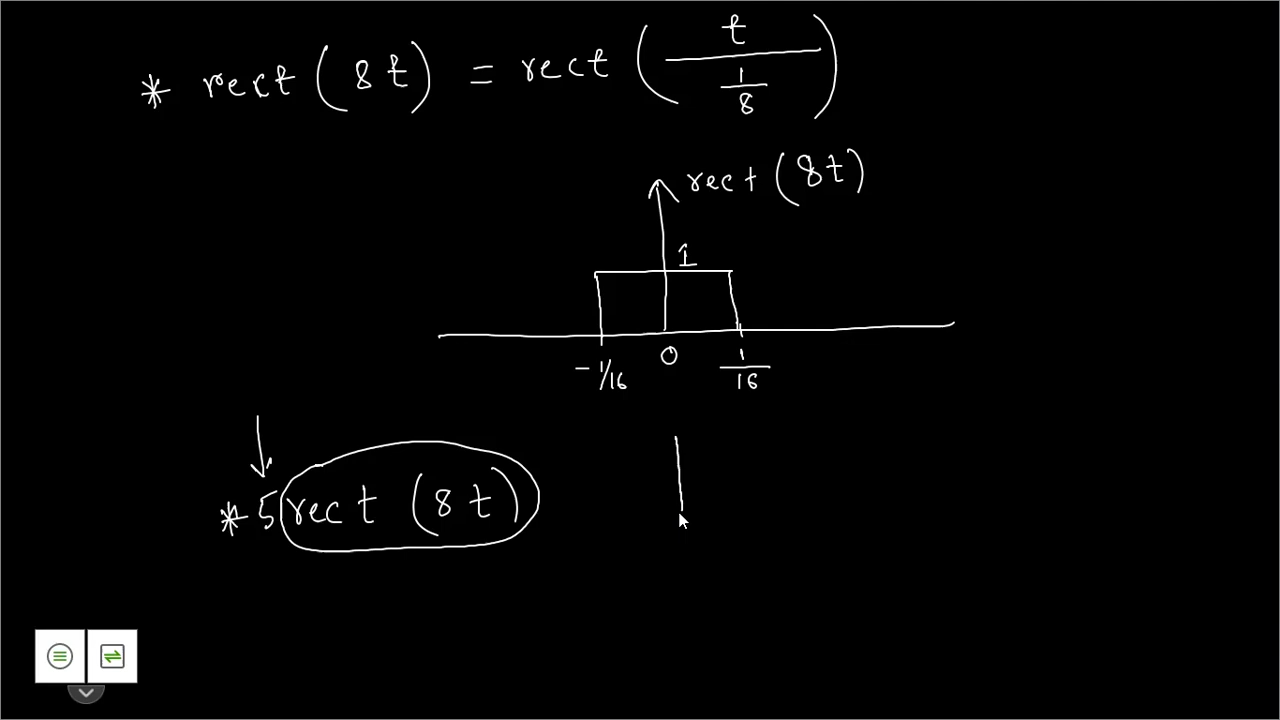 * rect (8t) = rect (t / 1/8)
rect (8t)
1
-1/16 0 1/16
* 5 rect (8t)